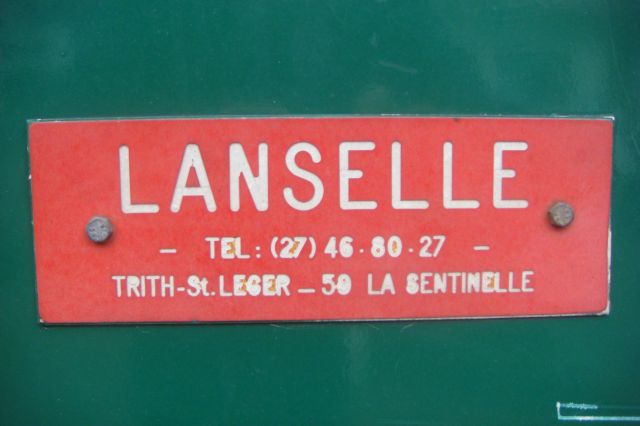 LANSELLE
- TEL: (27) 46·80·27 -
TRITH-St. LEGER - 59 LA SENTINELLE